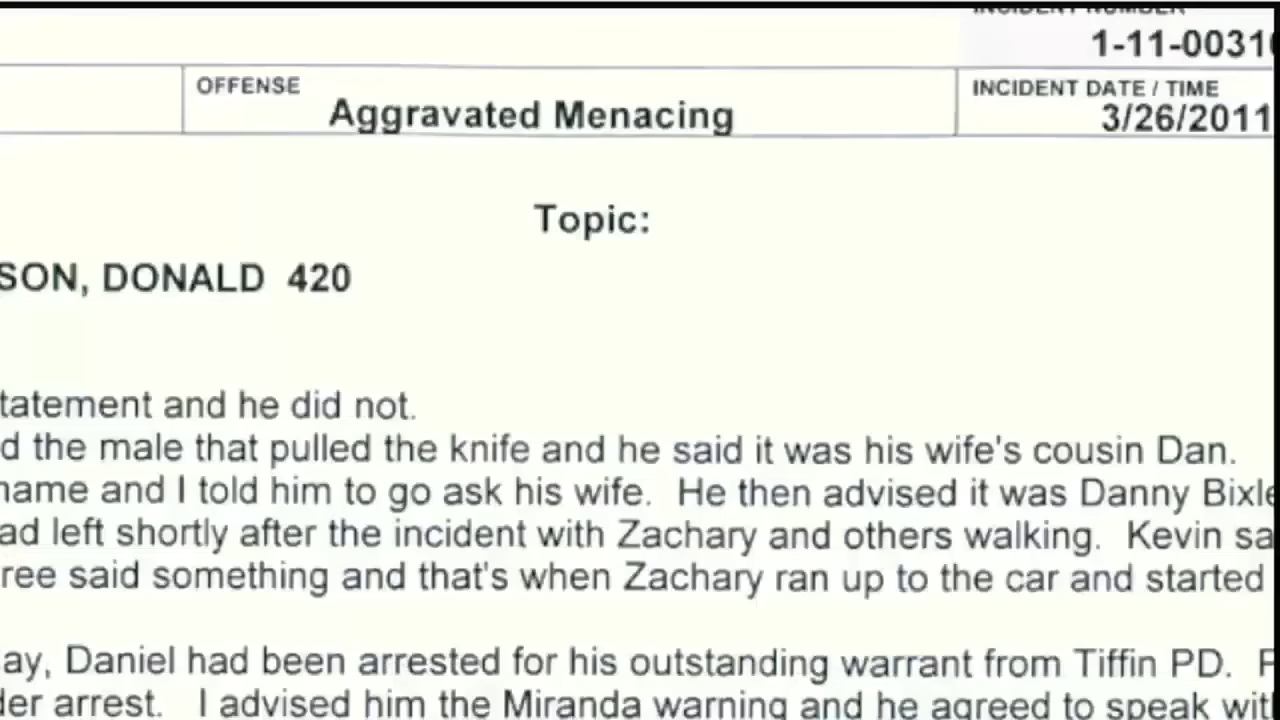 INCIDENT NUMBER
1-11-0031
OFFENSE
Aggravated Menacing
INCIDENT DATE / TIME
3/26/2011
Topic:
SON, DONALD 420
tatement and he did not.
d the male that pulled the knife and he said it was his wife's cousin Dan.
name and I told him to go ask his wife. He then advised it was Danny Bixle
ad left shortly after the incident with Zachary and others walking. Kevin sa
ree said something and that's when Zachary ran up to the car and started
ay, Daniel had been arrested for his outstanding warrant from Tiffin PD.
der arrest. I advised him the Miranda warning and he agreed to speak wit